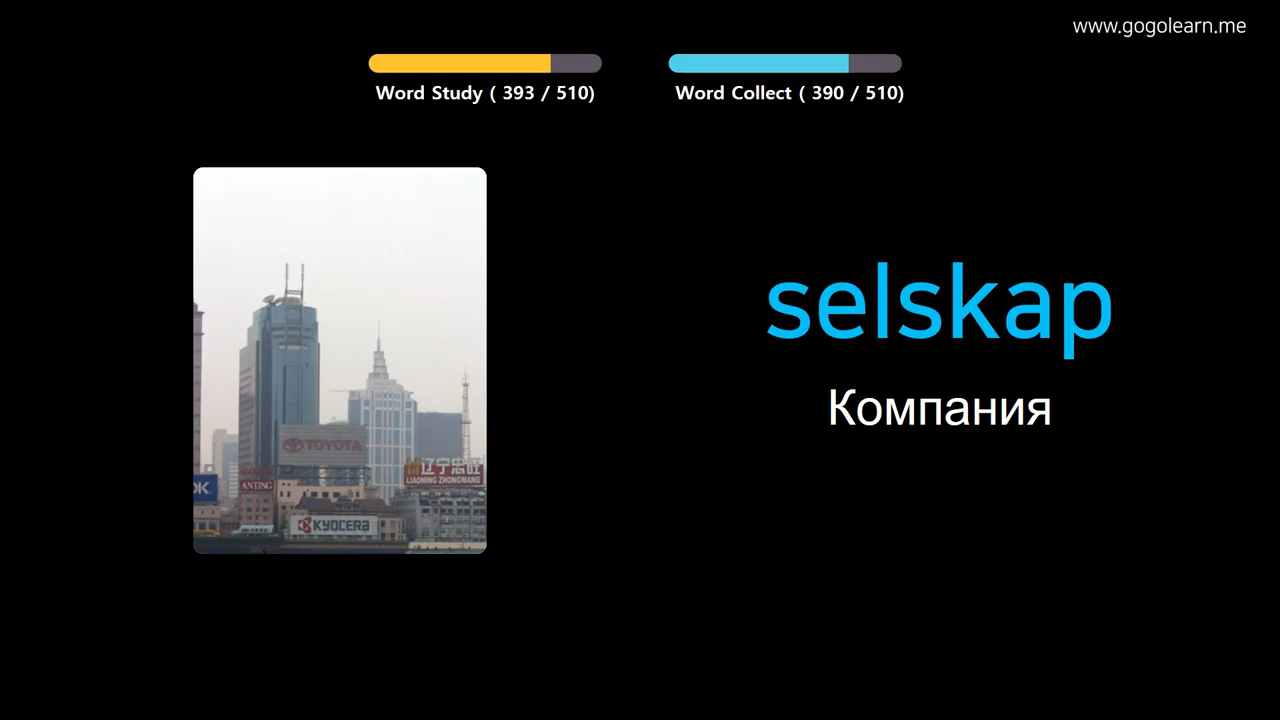 www.gogolearn.me
Word Study ( 393 / 510)
Word Collect ( 390 / 510)
selskap
Компания
TOYOTA
辽宁忠旺
LIAONING ZHONGWANG
OK.
ANTING
KYOCERA